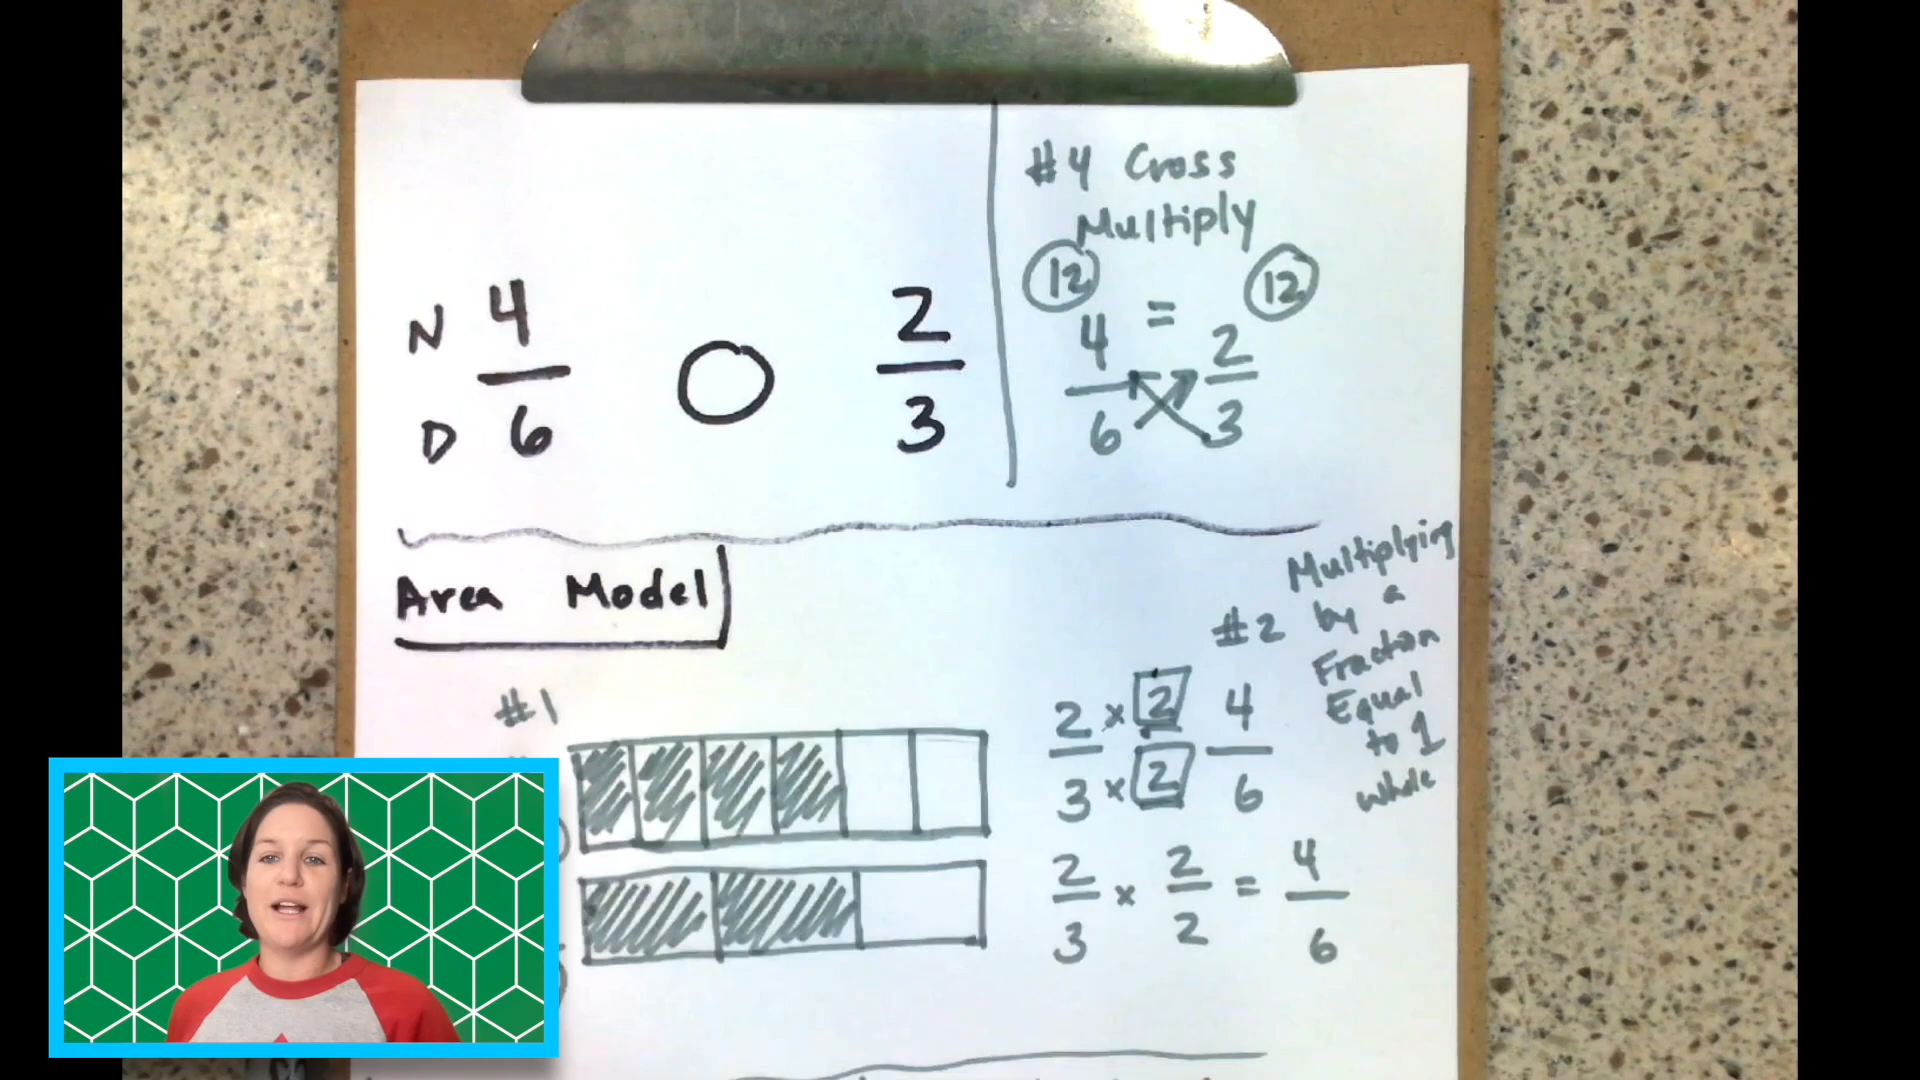 #4 Cross
Multiply
12 12
4/6 = 2/3
N 4 2
D 6 3
Area Model
#2 Multiplying
by a
Fraction
Equal
to 1
whole
#1
2 × 2 4
3 × 2 6
2/3 × 2/2 = 4/6